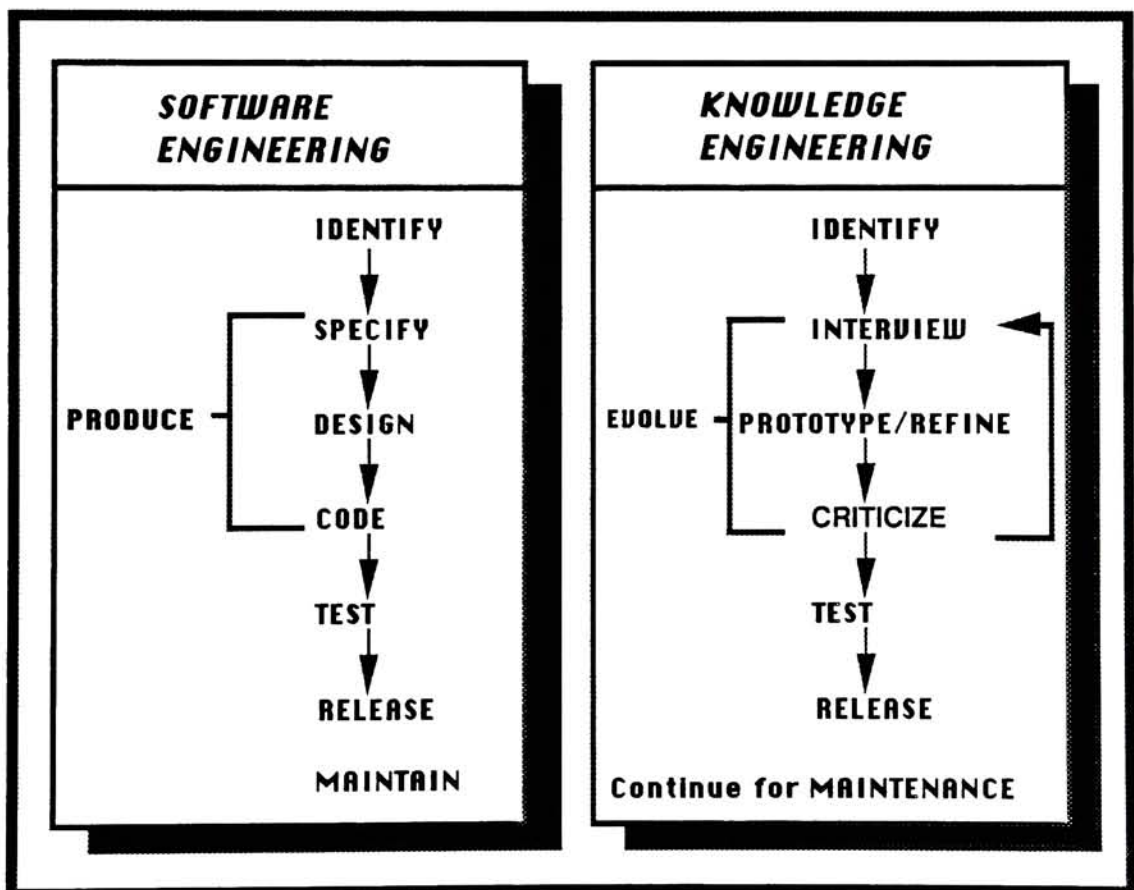 SOFTWARE
ENGINEERING
IDENTIFY
SPECIFY
PRODUCE
DESIGN
CODE
TEST
RELEASE
MAINTAIN
KNOWLEDGE
ENGINEERING
IDENTIFY
INTERVIEW
EVOLVE
PROTOTYPE/REFINE
CRITICIZE
TEST
RELEASE
Continue for MAINTENANCE